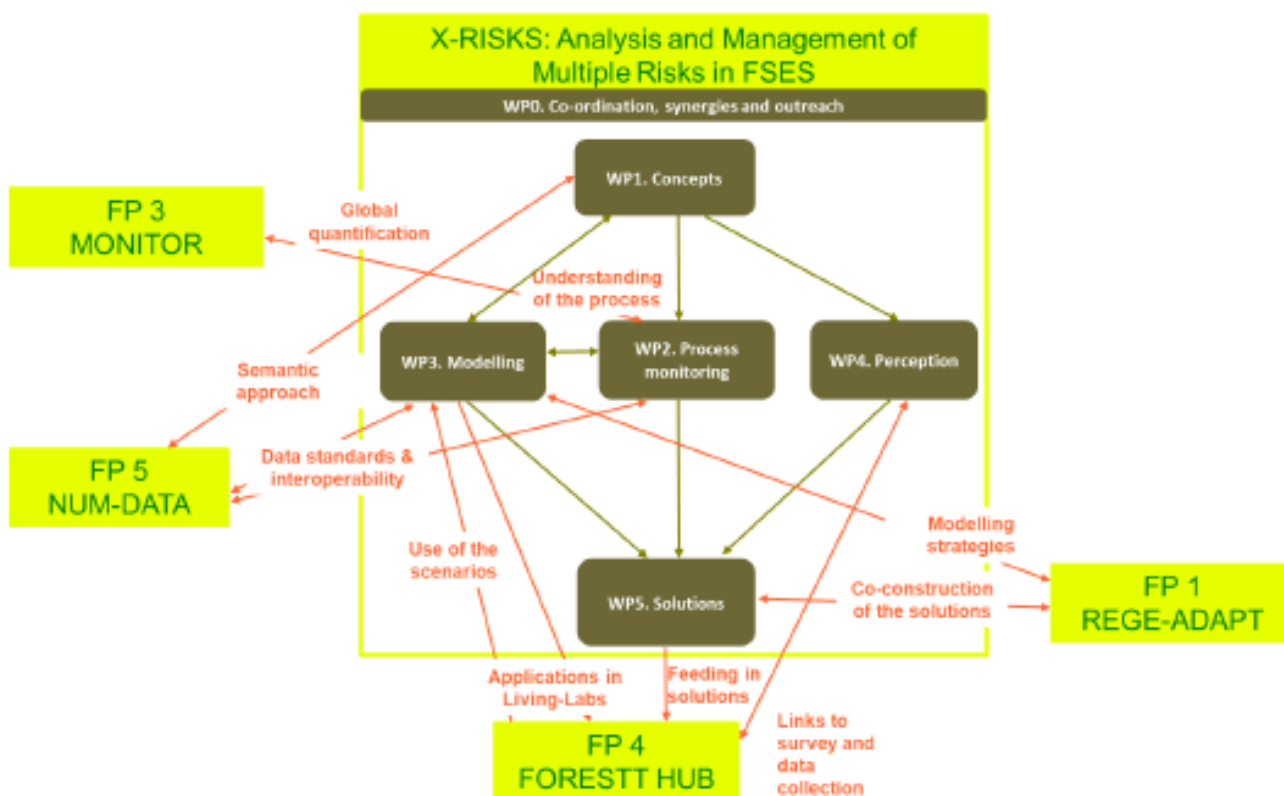 X-RISKS: Analysis and Management of
Multiple Risks in FSES
WP0. Co-ordination, synergies and outreach
WP1. Concepts
FP 3
MONITOR
Global
quantification
Understanding
of the process
WP3. Modelling
WP2. Process
monitoring
WP4. Perception
Semantic
approach
FP 5
NUM-DATA
Data standards &
interoperability
Use of the
scenarios
Modelling
strategies
WP5. Solutions
Co-construction
of the solutions
FP 1
REGE-ADAPT
Applications in
Living-Labs
Feeding in
solutions
FP 4
FORESTT HUB
Links to
survey and
data
collection